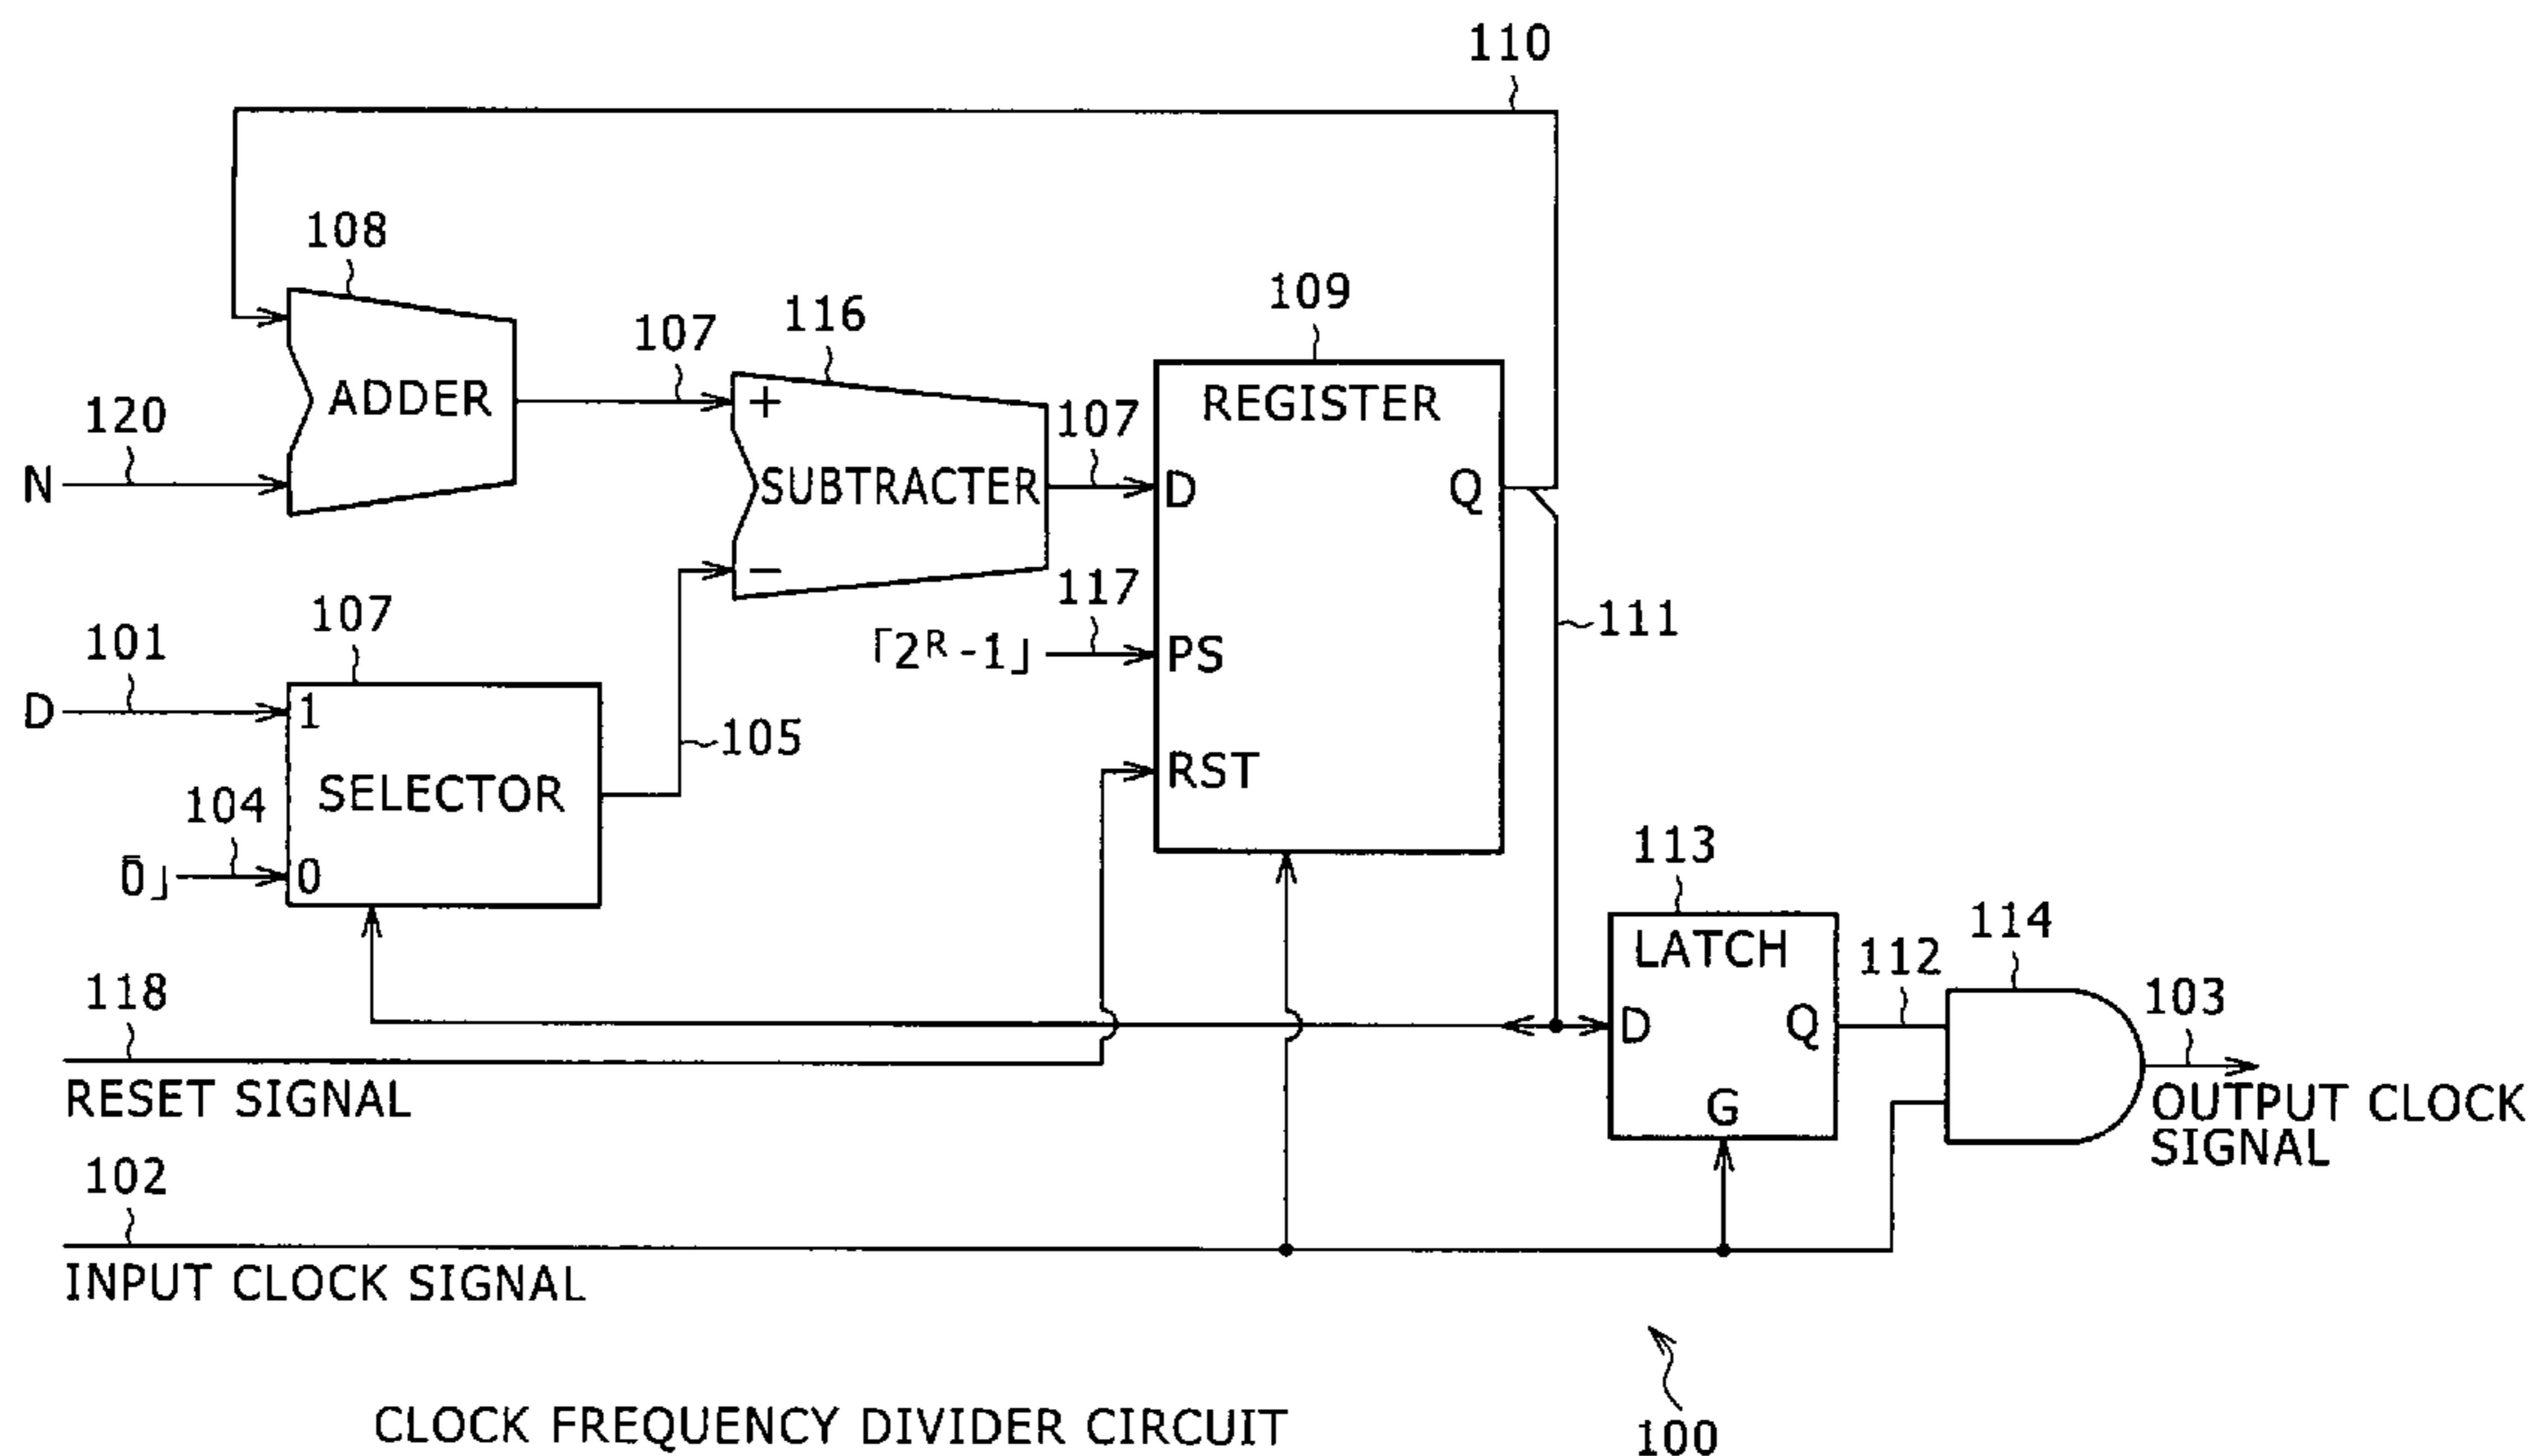 110
108
ADDER
120
N
107
116
+
SUBTRACTER
−
107
109
REGISTER
D
Q
117
「2ᴿ-1」
PS
RST
111
101
D
107
1
SELECTOR
104
「0」
0
105
113
LATCH
D
Q
G
112
114
103
OUTPUT CLOCK
SIGNAL
118
RESET SIGNAL
102
INPUT CLOCK SIGNAL
100
CLOCK FREQUENCY DIVIDER CIRCUIT